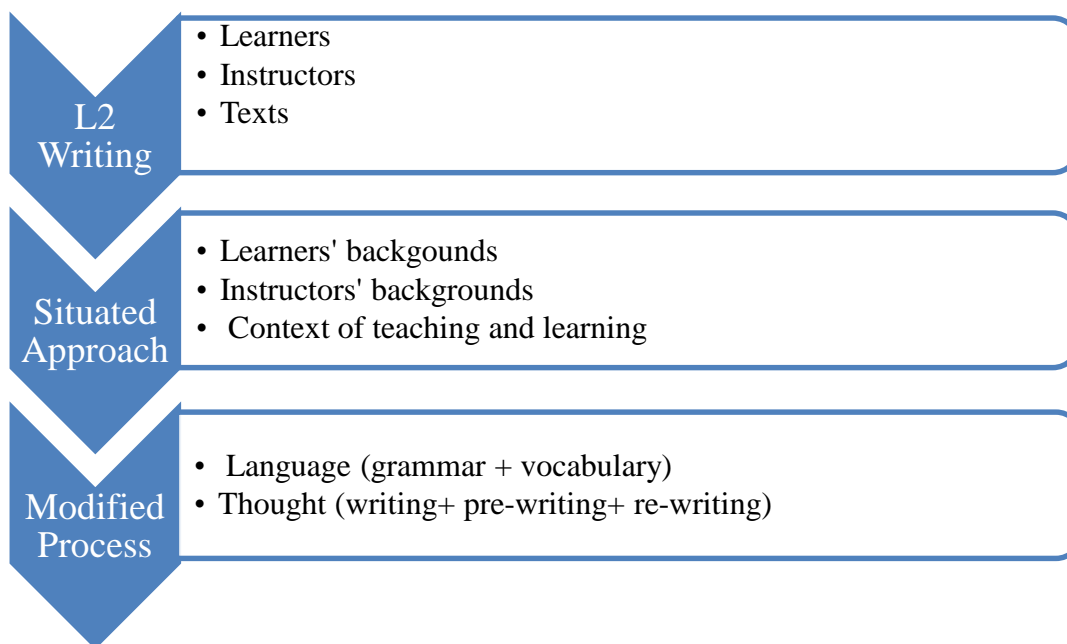 L2
Writing
• Learners
• Instructors
• Texts
Situated
Approach
• Learners' backgounds
• Instructors' backgrounds
• Context of teaching and learning
Modified
Process
• Language (grammar + vocabulary)
• Thought (writing+ pre-writing+ re-writing)